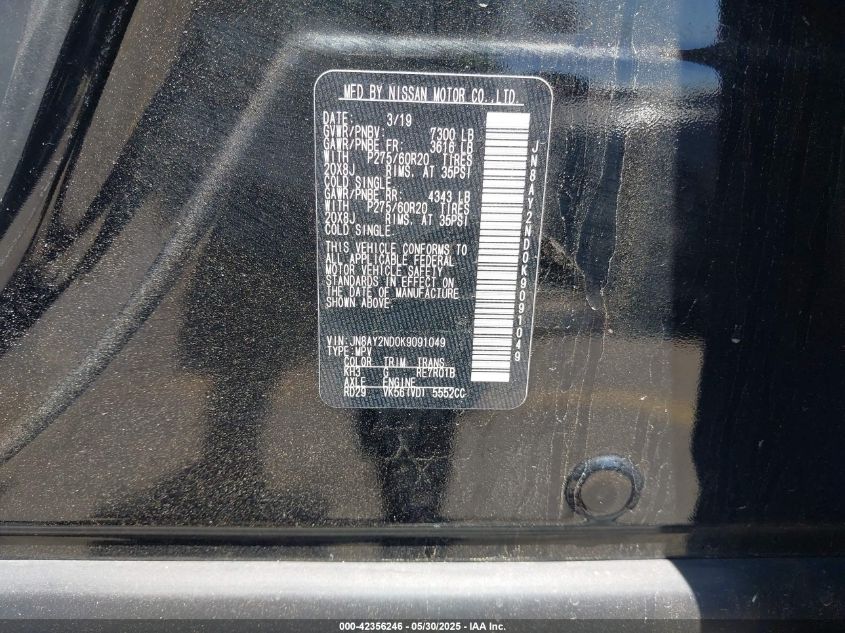 MFD BY NISSAN MOTOR CO.,LTD.
DATE: 3/19
GVWR/PNBV: 7300 LB
GAWR/PNBE FR: 3616 LB
WITH P275/60R20 TIRES
20X8J RIMS. AT 35PSI
COLD SINGLE
GAWR/PNBE RR: 4343 LB
WITH P275/60R20 TIRES
20X8J RIMS. AT 35PSI
COLD SINGLE
THIS VEHICLE CONFORMS TO
ALL APPLICABLE FEDERAL
MOTOR VEHICLE SAFETY
STANDARDS IN EFFECT ON
THE DATE OF MANUFACTURE
SHOWN ABOVE.
VIN: JN8AY2ND0K9091049
TYPE: MPV
COLOR TRIM TRANS
KH3 G RE7R01B
AXLE ENGINE
RD29 VK56(VD) 5552CC
JN8AY2ND0K9091049
000-42356246 - 05/30/2025 - IAA Inc.